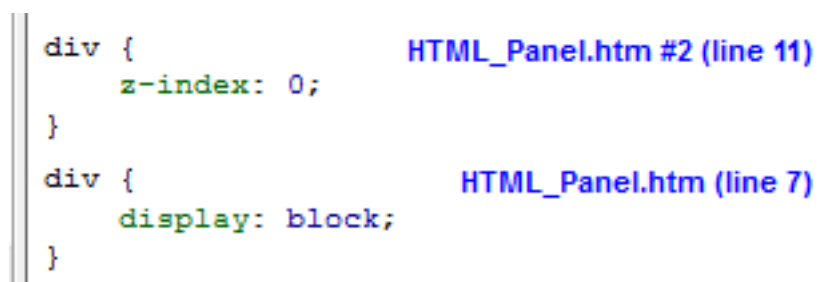 div { HTML_Panel.htm #2 (line 11)
z-index: 0;
}
div { HTML_Panel.htm (line 7)
display: block;
}